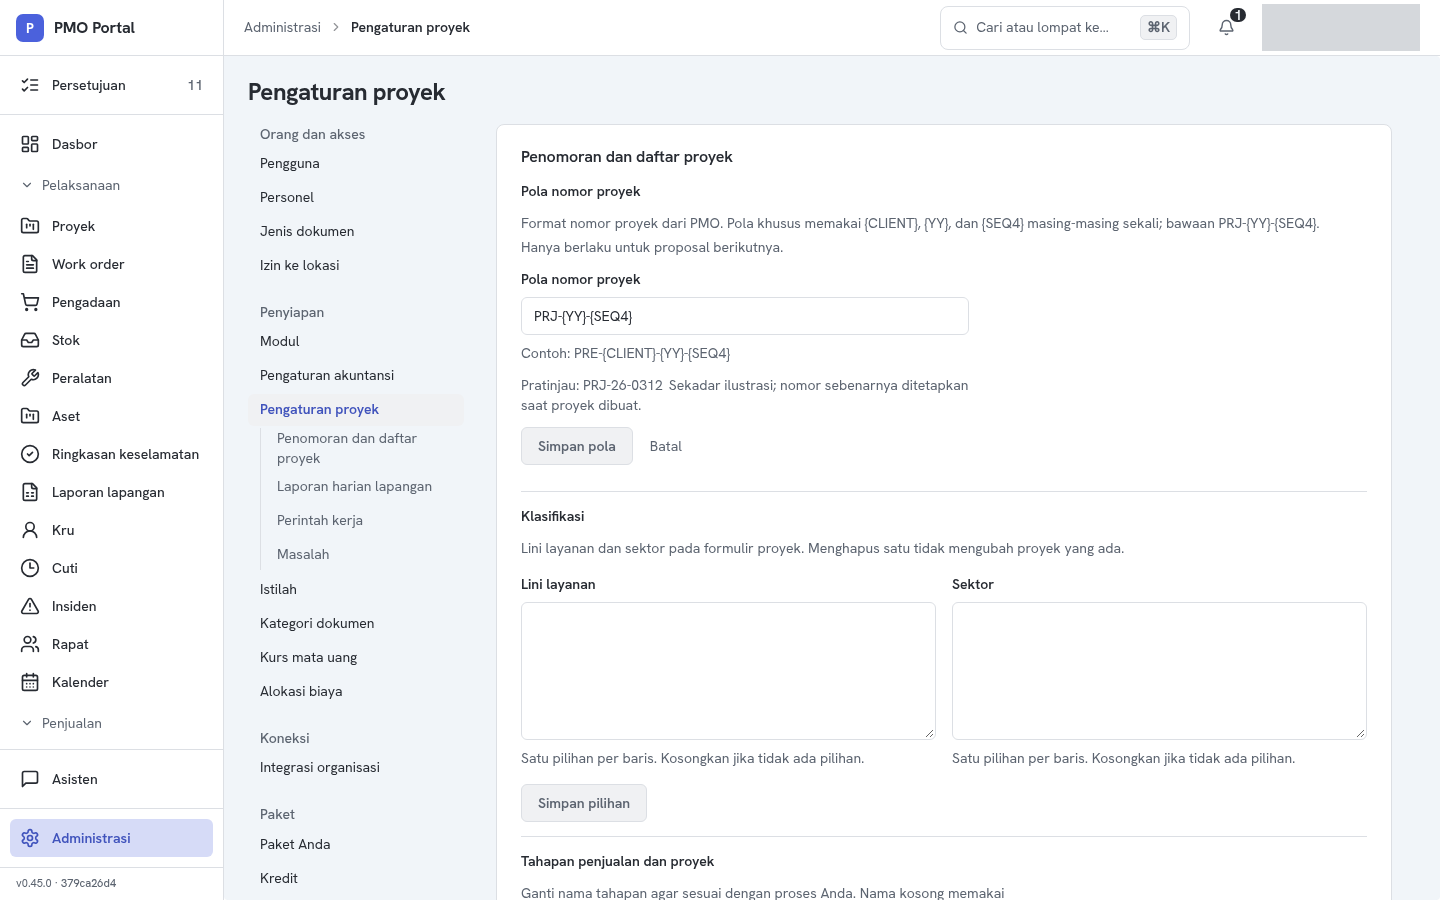 P PMO Portal
Administrasi > Pengaturan proyek
Cari atau lompat ke...
⌘K
1
Persetujuan 11
Dasbor
Pelaksanaan
Proyek
Work order
Pengadaan
Stok
Peralatan
Aset
Ringkasan keselamatan
Laporan lapangan
Kru
Cuti
Insiden
Rapat
Kalender
Penjualan
Asisten
Administrasi
v0.45.0 · 379ca26d4
Pengaturan proyek
Orang dan akses
Pengguna
Personel
Jenis dokumen
Izin ke lokasi
Penyiapan
Modul
Pengaturan akuntansi
Pengaturan proyek
Penomoran dan daftar
proyek
Laporan harian lapangan
Perintah kerja
Masalah
Istilah
Kategori dokumen
Kurs mata uang
Alokasi biaya
Koneksi
Integrasi organisasi
Paket
Paket Anda
Kredit
Penomoran dan daftar proyek
Pola nomor proyek
Format nomor proyek dari PMO. Pola khusus memakai {CLIENT}, {YY}, dan {SEQ4} masing-masing sekali; bawaan PRJ-{YY}-{SEQ4}.
Hanya berlaku untuk proposal berikutnya.
Pola nomor proyek
PRJ-{YY}-{SEQ4}
Contoh: PRE-{CLIENT}-{YY}-{SEQ4}
Pratinjau: PRJ-26-0312 Sekadar ilustrasi; nomor sebenarnya ditetapkan
saat proyek dibuat.
Simpan pola Batal
Klasifikasi
Lini layanan dan sektor pada formulir proyek. Menghapus satu tidak mengubah proyek yang ada.
Lini layanan Sektor
Satu pilihan per baris. Kosongkan jika tidak ada pilihan. Satu pilihan per baris. Kosongkan jika tidak ada pilihan.
Simpan pilihan
Tahapan penjualan dan proyek
Ganti nama tahapan agar sesuai dengan proses Anda. Nama kosong memakai